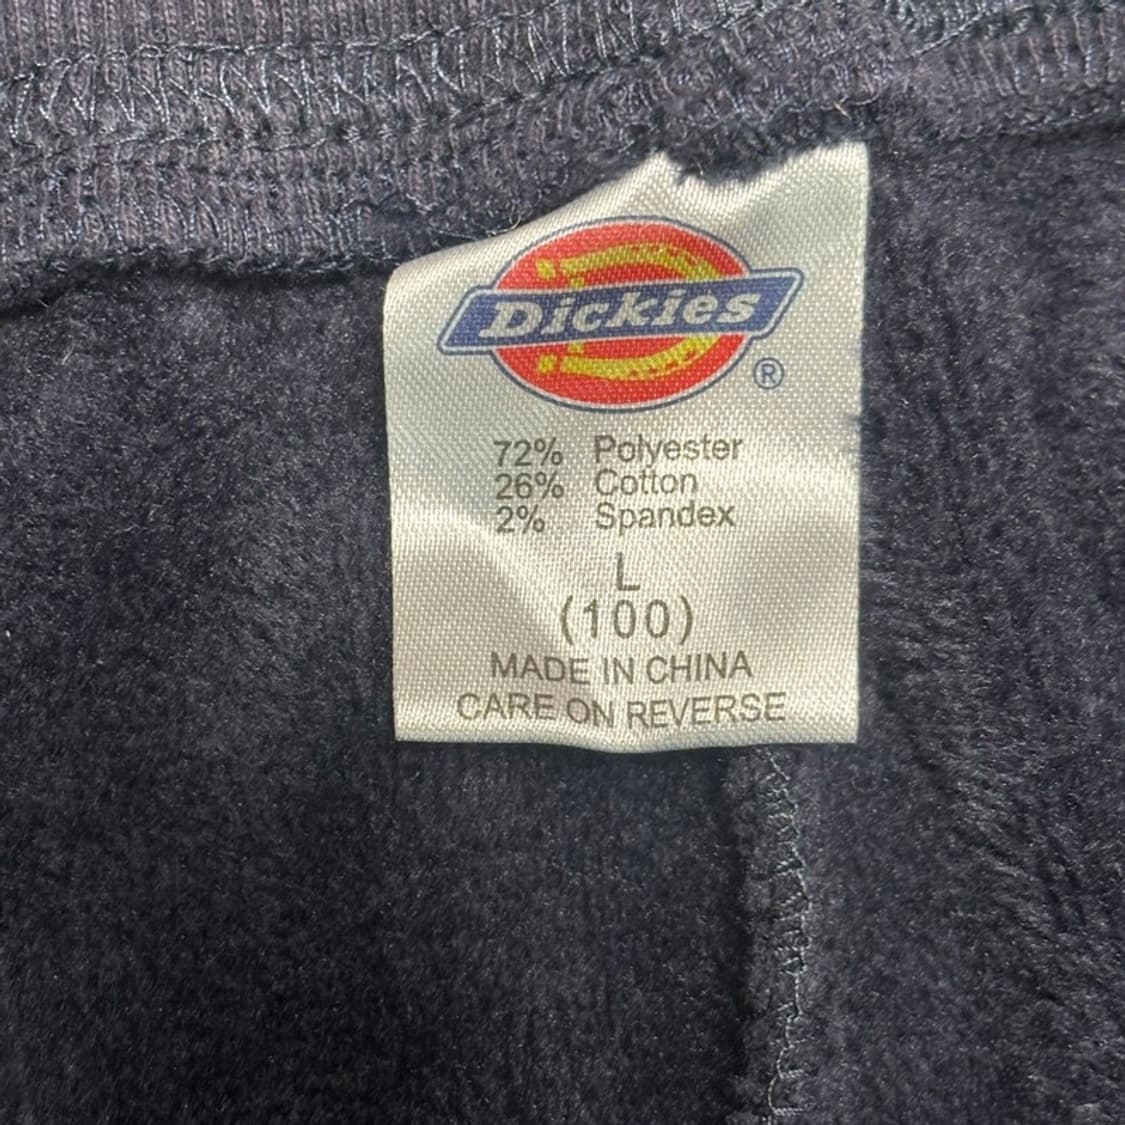 Dickies
®
72% Polyester
26% Cotton
2% Spandex
L
(100)
MADE IN CHINA
CARE ON REVERSE